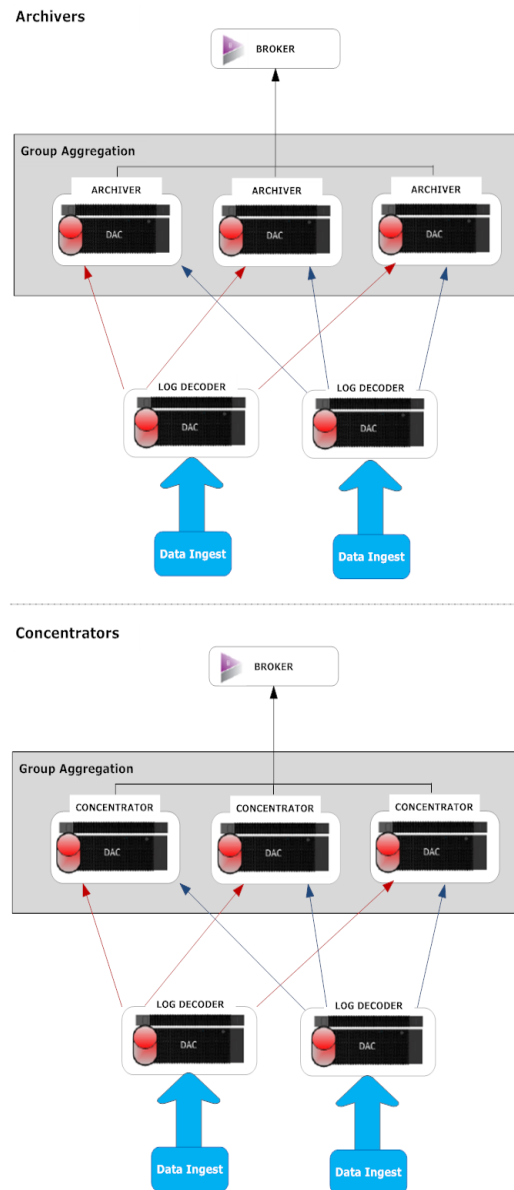 Archivers
BROKER
Group Aggregation
ARCHIVER
ARCHIVER
ARCHIVER
DAC
DAC
DAC
LOG DECODER
LOG DECODER
DAC
DAC
Data Ingest
Data Ingest
Concentrators
BROKER
Group Aggregation
CONCENTRATOR
CONCENTRATOR
CONCENTRATOR
DAC
DAC
DAC
LOG DECODER
LOG DECODER
DAC
DAC
Data Ingest
Data Ingest